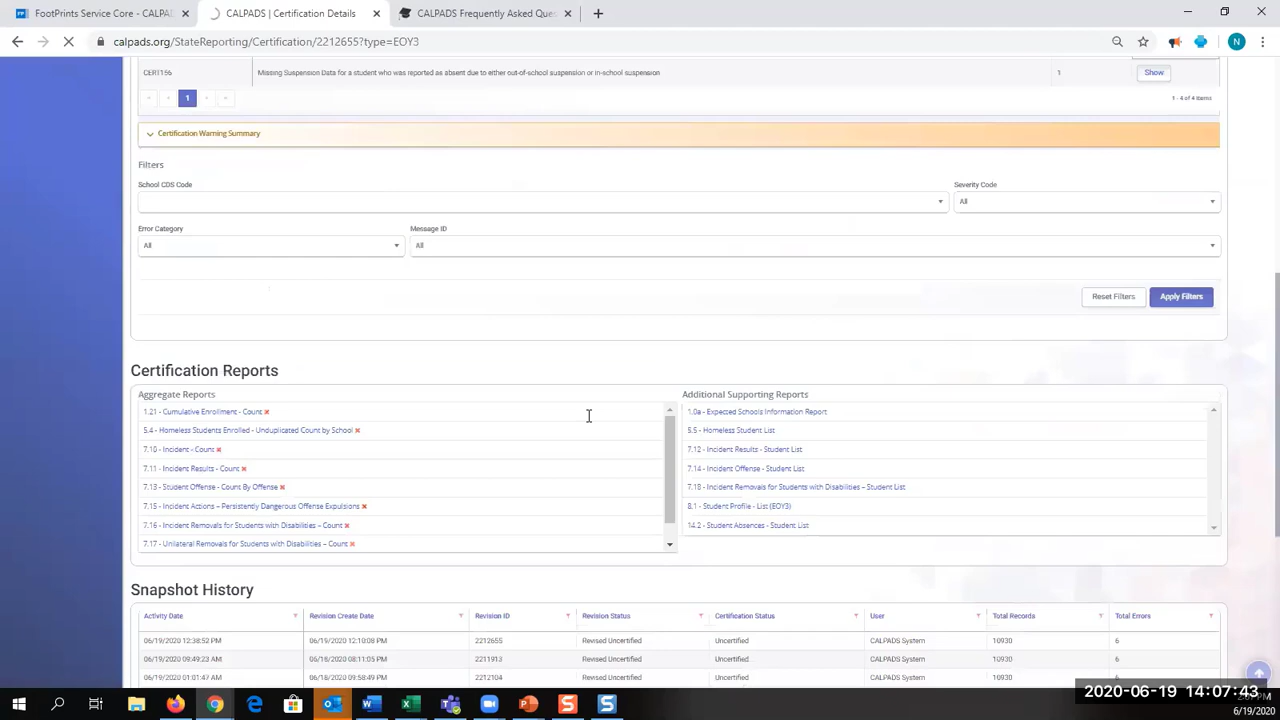 FootPrints Service Core - CALPAD
CALPADS | Certification Details
CALPADS Frequently Asked Ques
calpads.org/StateReporting/Certification/2212655?type=EOY3
N
CERT156 Missing Suspension Data for a student who was reported as absent due to either out-of-school suspension or in-school suspension 1 Show
1 1 - 4 of 4 items
Certification Warning Summary
Filters
School CDS Code Severity Code
All
Error Category Message ID
All All
Reset Filters Apply Filters
Certification Reports
Aggregate Reports Additional Supporting Reports
1.21 - Cumulative Enrollment - Count 1.0a - Expected Schools Information Report
5.4 - Homeless Students Enrolled - Unduplicated Count by School 5.5 - Homeless Student List
7.10 - Incident - Count 7.12 - Incident Results - Student List
7.11 - Incident Results - Count 7.14 - Incident Offense - Student List
7.13 - Student Offense - Count By Offense 7.18 - Incident Removals for Students with Disabilities – Student List
7.15 - Incident Actions – Persistently Dangerous Offense Expulsions 8.1 - Student Profile - List (EOY3)
7.16 - Incident Removals for Students with Disabilities – Count 14.2 - Student Absences - Student List
7.17 - Unilateral Removals for Students with Disabilities – Count
Snapshot History
Activity Date Revision Create Date Revision ID Revision Status Certification Status User Total Records Total Errors
06/19/2020 12:38:52 PM 06/19/2020 12:10:08 PM 2212655 Revised Uncertified Uncertified CALPADS System 10930 6
06/19/2020 09:49:23 AM 06/18/2020 08:11:05 PM 2211913 Revised Uncertified Uncertified CALPADS System 10930 6
06/18/2020 01:01:47 AM 06/16/2020 09:58:49 PM 2212104 Revised Uncertified Uncertified CALPADS System 10930 6
2020-06-19 14:07:43
6/19/2020